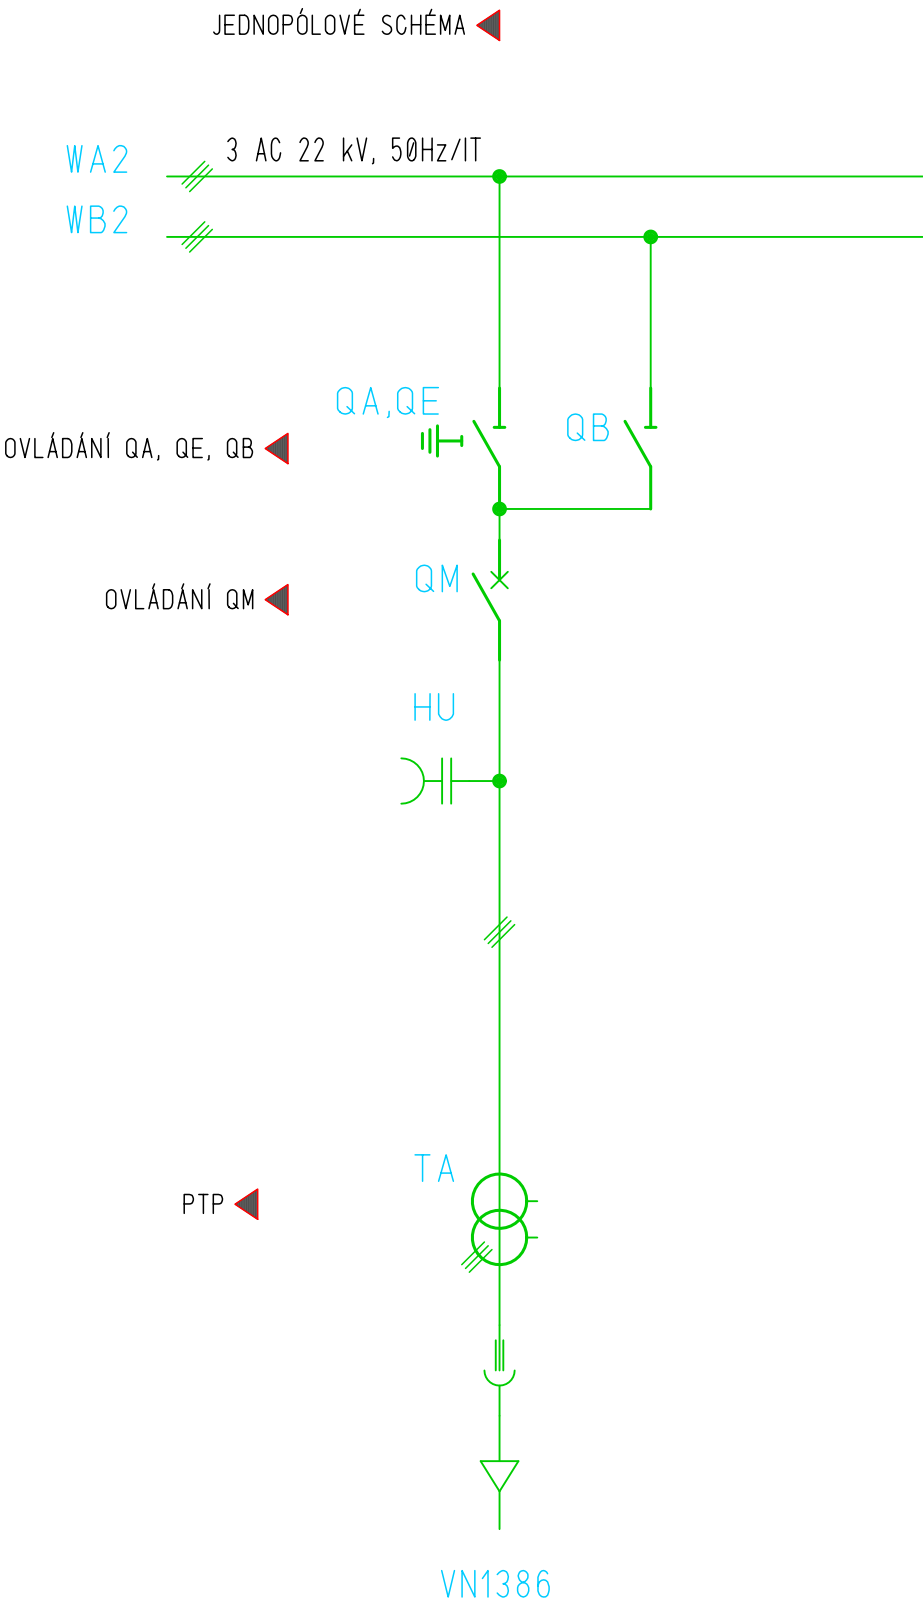 JEDNOPÓLOVÉ SCHÉMA
3 AC 22 kV, 50Hz/IT
WA2
WB2
QA,QE
QB
OVLÁDÁNÍ QA, QE, QB
QM
OVLÁDÁNÍ QM
HU
TA
PTP
VN1386